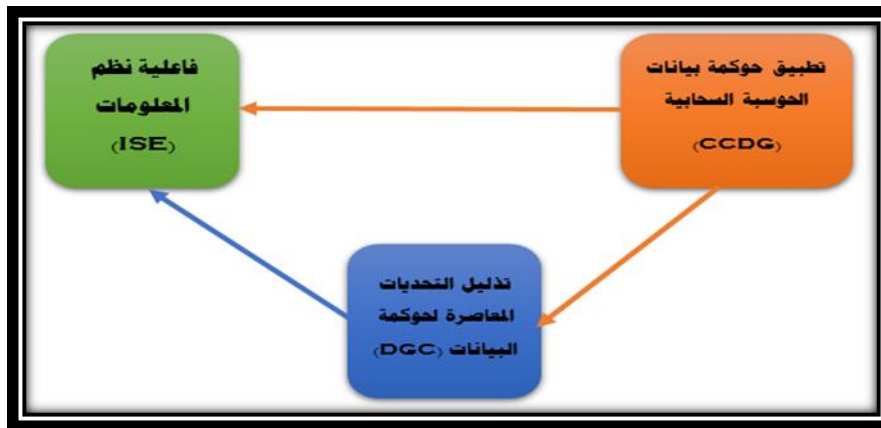 تطبيق حوكمة بيانات
الحوسبة السحابية
(CCDG)
فاعلية نظم
المعلومات
(ISE)
تذليل التحديات
المعاصرة لحوكمة
البيانات (DGC)